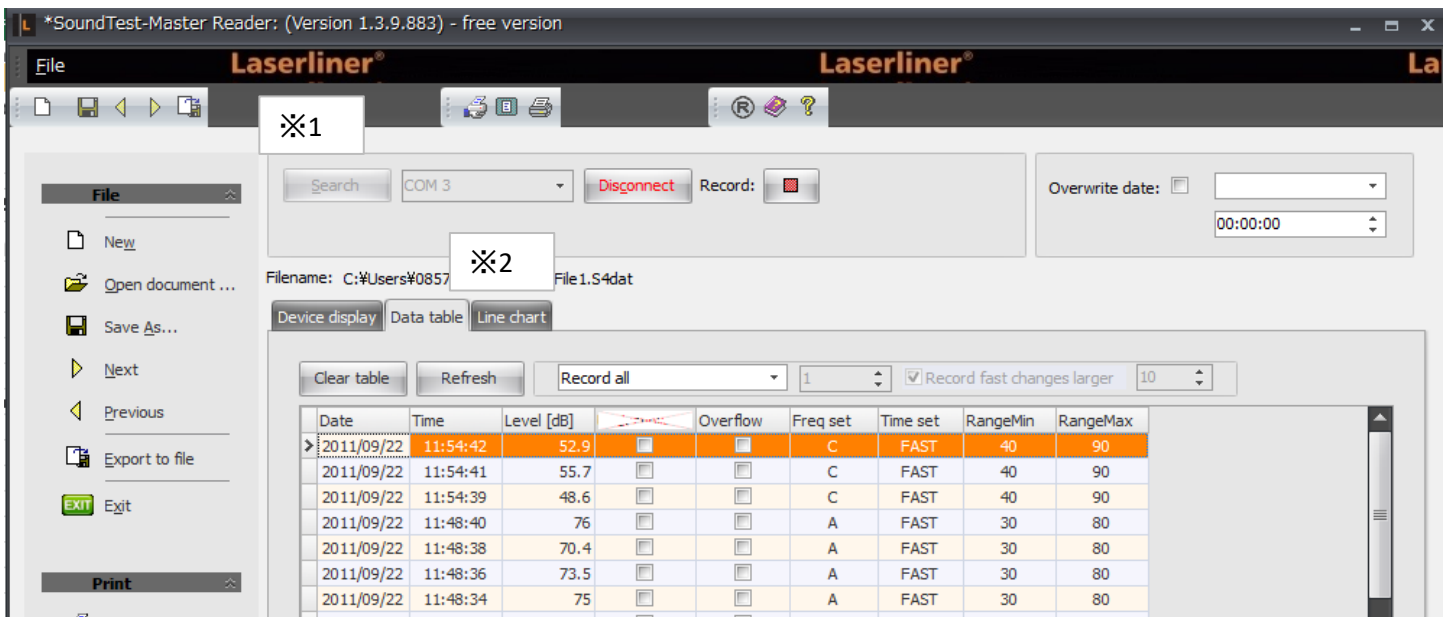 L *SoundTest-Master Reader: (Version 1.3.9.883) - free version
File Laserliner® Laserliner® La
※1
Search COM 3 Disconnect Record:
Overwrite date:
00:00:00
※2
Filename: C:¥Users¥0857 File1.S4dat
Device display Data table Line chart
Clear table Refresh Record all 1 Record fast changes larger 10
Date Time Level [dB] Overflow Freq set Time set RangeMin RangeMax
2011/09/22 11:54:42 52.9 C FAST 40 90
2011/09/22 11:54:41 55.7 C FAST 40 90
2011/09/22 11:54:39 48.6 C FAST 40 90
2011/09/22 11:48:40 76 A FAST 30 80
2011/09/22 11:48:38 70.4 A FAST 30 80
2011/09/22 11:48:36 73.5 A FAST 30 80
2011/09/22 11:48:34 75 A FAST 30 80
File
New
Open document ...
Save As...
Next
Previous
Export to file
EXIT Exit
Print